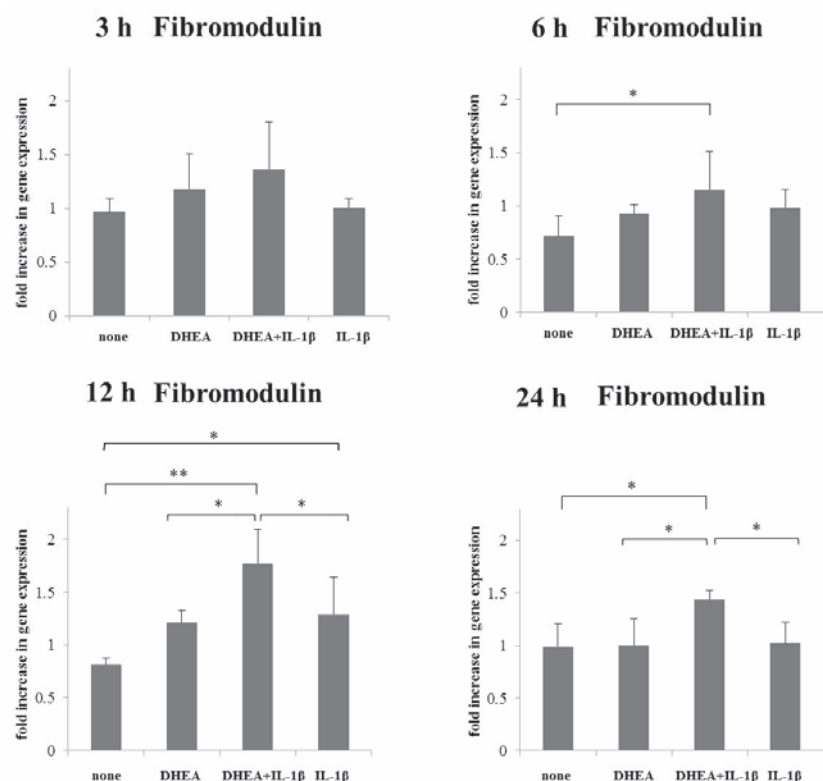 3 h Fibromodulin
fold increase in gene expression
2
1.5
1
0.5
0
none DHEA DHEA+IL-1β IL-1β
6 h Fibromodulin
fold increase in gene expression
*
2
1.5
1
0.5
0
none DHEA DHEA+IL-1β IL-1β
12 h Fibromodulin
fold increase in gene expression
*
**
* *
2
1.5
1
0.5
0
none DHEA DHEA+IL-1β IL-1β
24 h Fibromodulin
fold increase in gene expression
*
* *
2
1.5
1
0.5
0
none DHEA DHEA+IL-1β IL-1β